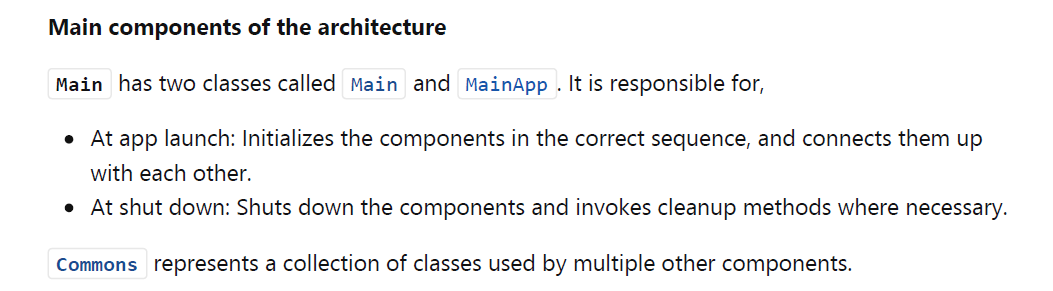 Main components of the architecture
Main has two classes called Main and MainApp. It is responsible for,
At app launch: Initializes the components in the correct sequence, and connects them up
with each other.
At shut down: Shuts down the components and invokes cleanup methods where necessary.
Commons represents a collection of classes used by multiple other components.